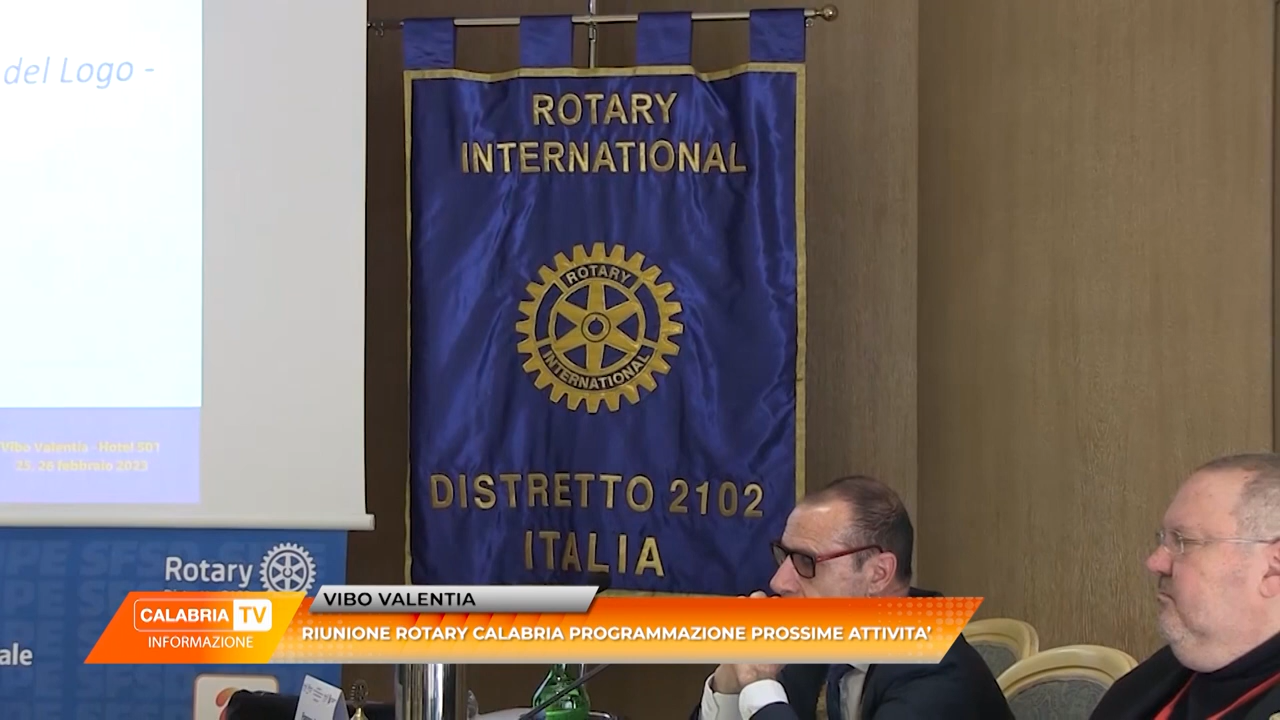 del Logo -
ROTARY
INTERNATIONAL
ROTARY
INTERNATIONAL
DISTRETTO 2102
ITALIA
Vibo Valentia - Hotel 501
25, 26 febbraio 2023
Rotary
ale
VIBO VALENTIA
CALABRIA TV
INFORMAZIONE
RIUNIONE ROTARY CALABRIA PROGRAMMAZIONE PROSSIME ATTIVITA’